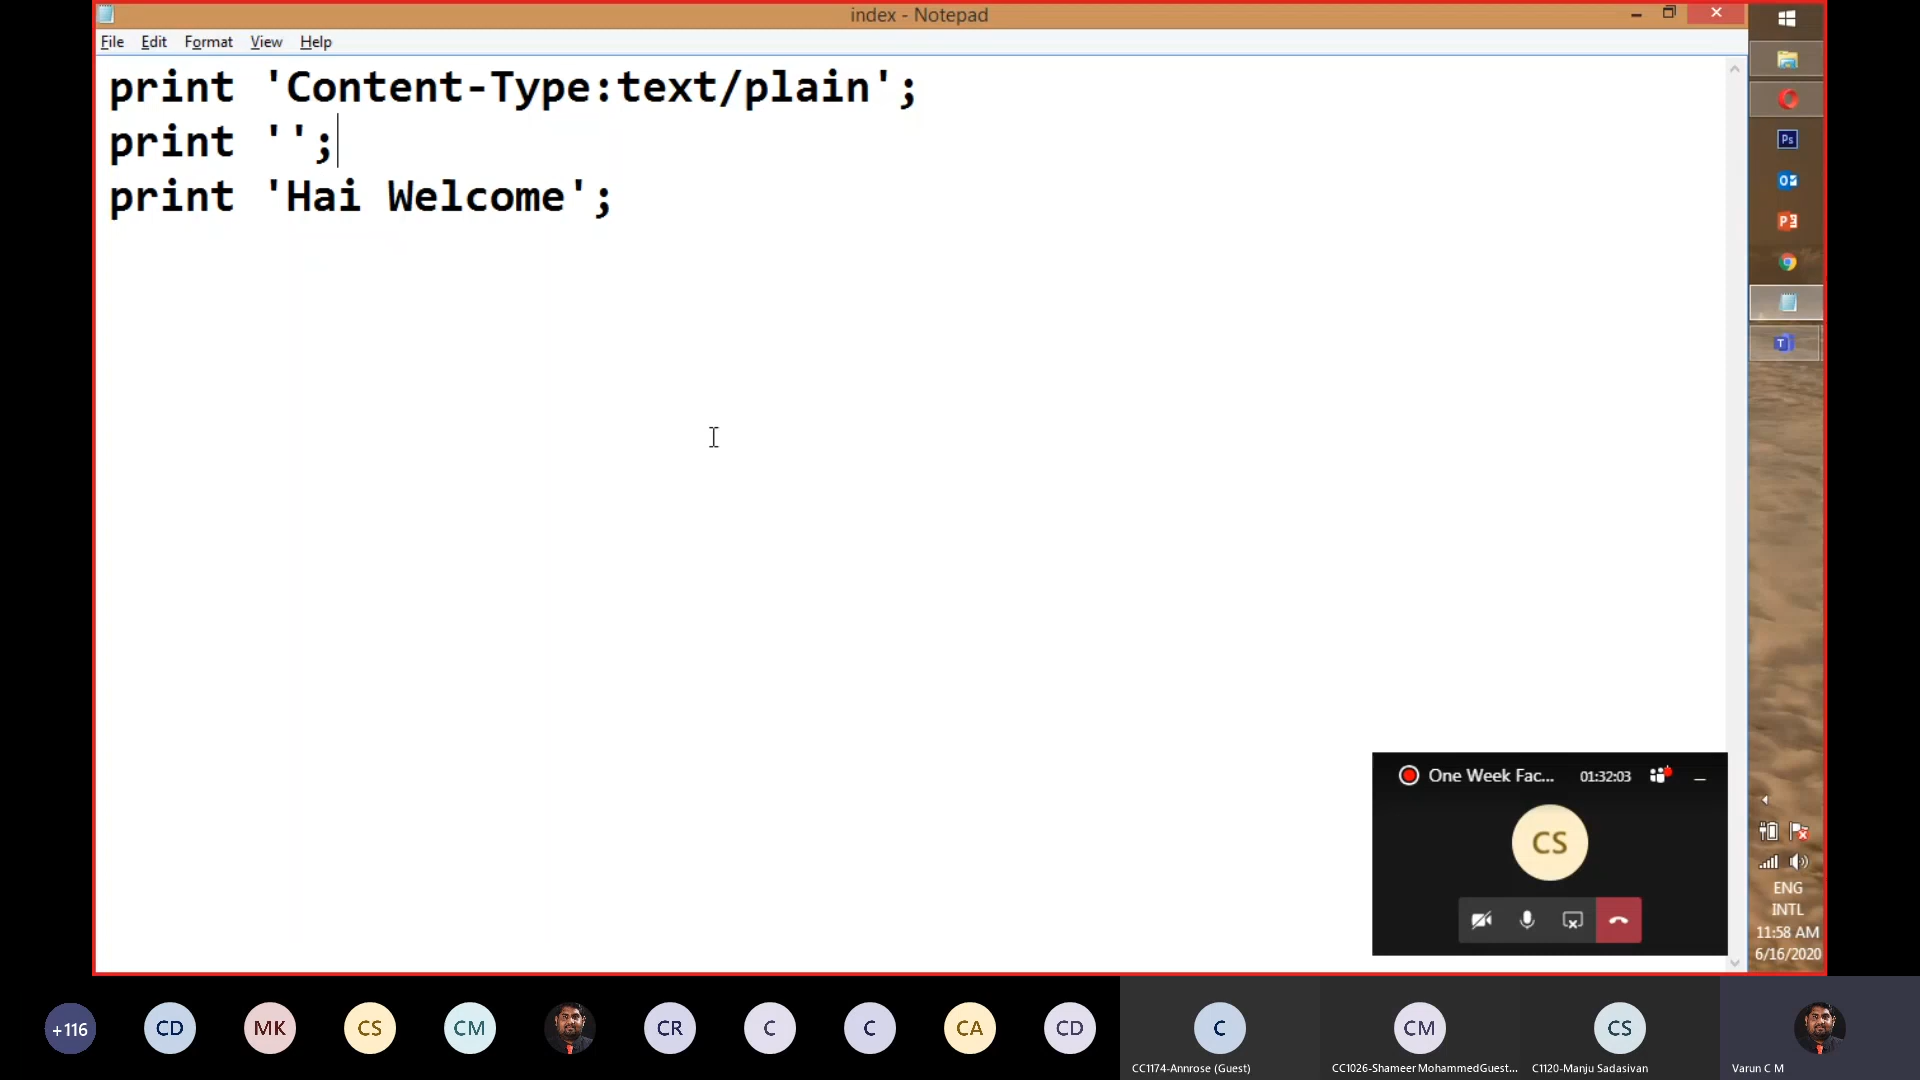 index - Notepad
File Edit Format View Help
print 'Content-Type:text/plain';
print '';
print 'Hai Welcome';
Ps
P3
T
One Week Fac... 01:32:03
CS
ENG
INTL
11:58 AM
6/16/2020
+116 CD MK CS CM CR C C CA CD C CM CS
CC1174-Annrose (Guest) CC1026-Shameer MohammedGuest... C1120-Manju Sadasivan Varun C M